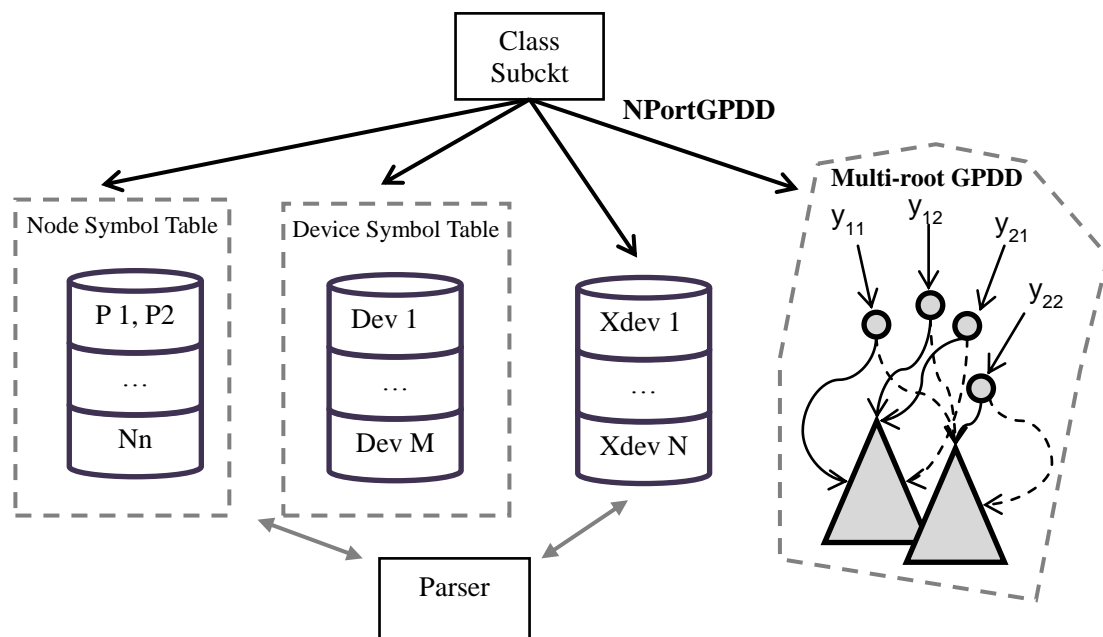 Class
Subckt
NPortGPDD
Multi-root GPDD
Node Symbol Table
Device Symbol Table
y11
y12
y21
y22
P 1, P2
…
Nn
Dev 1
…
Dev M
Xdev 1
…
Xdev N
Parser